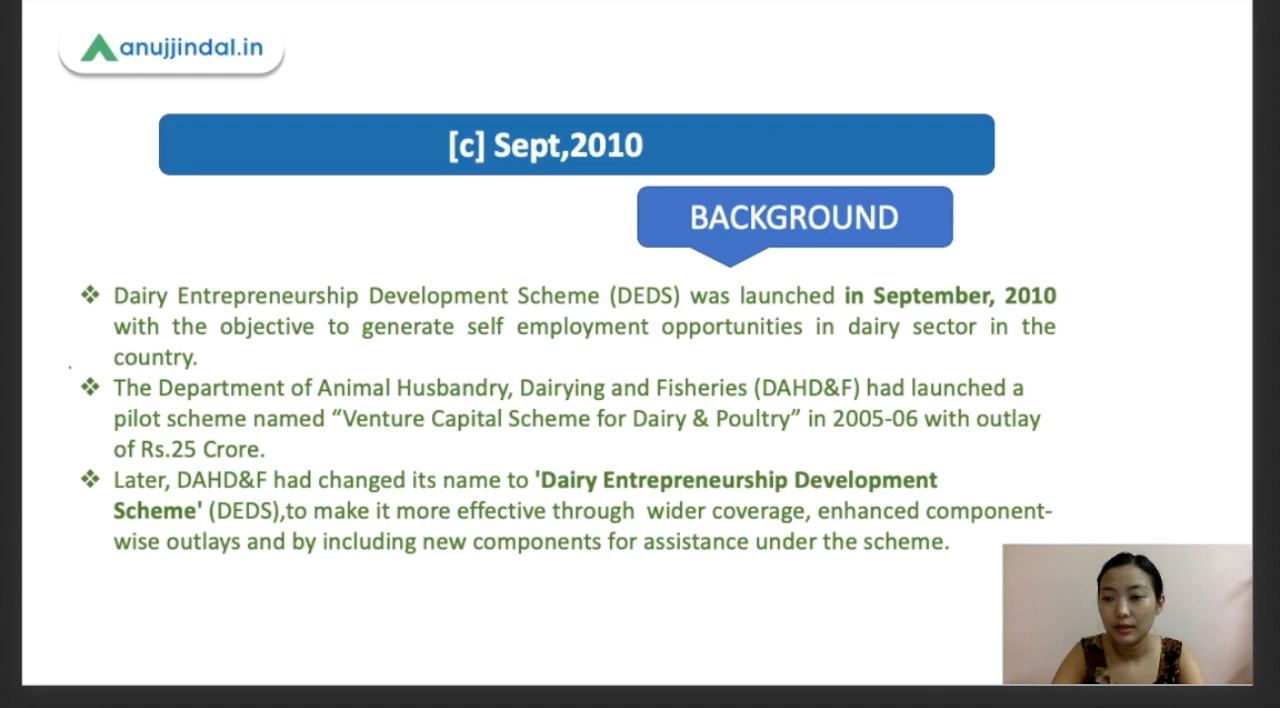 anujjindal.in
[c] Sept,2010
BACKGROUND
❖ Dairy Entrepreneurship Development Scheme (DEDS) was launched in September, 2010
with the objective to generate self employment opportunities in dairy sector in the
country.
❖ The Department of Animal Husbandry, Dairying and Fisheries (DAHD&F) had launched a
pilot scheme named “Venture Capital Scheme for Dairy & Poultry” in 2005-06 with outlay
of Rs.25 Crore.
❖ Later, DAHD&F had changed its name to 'Dairy Entrepreneurship Development
Scheme' (DEDS),to make it more effective through wider coverage, enhanced component-
wise outlays and by including new components for assistance under the scheme.